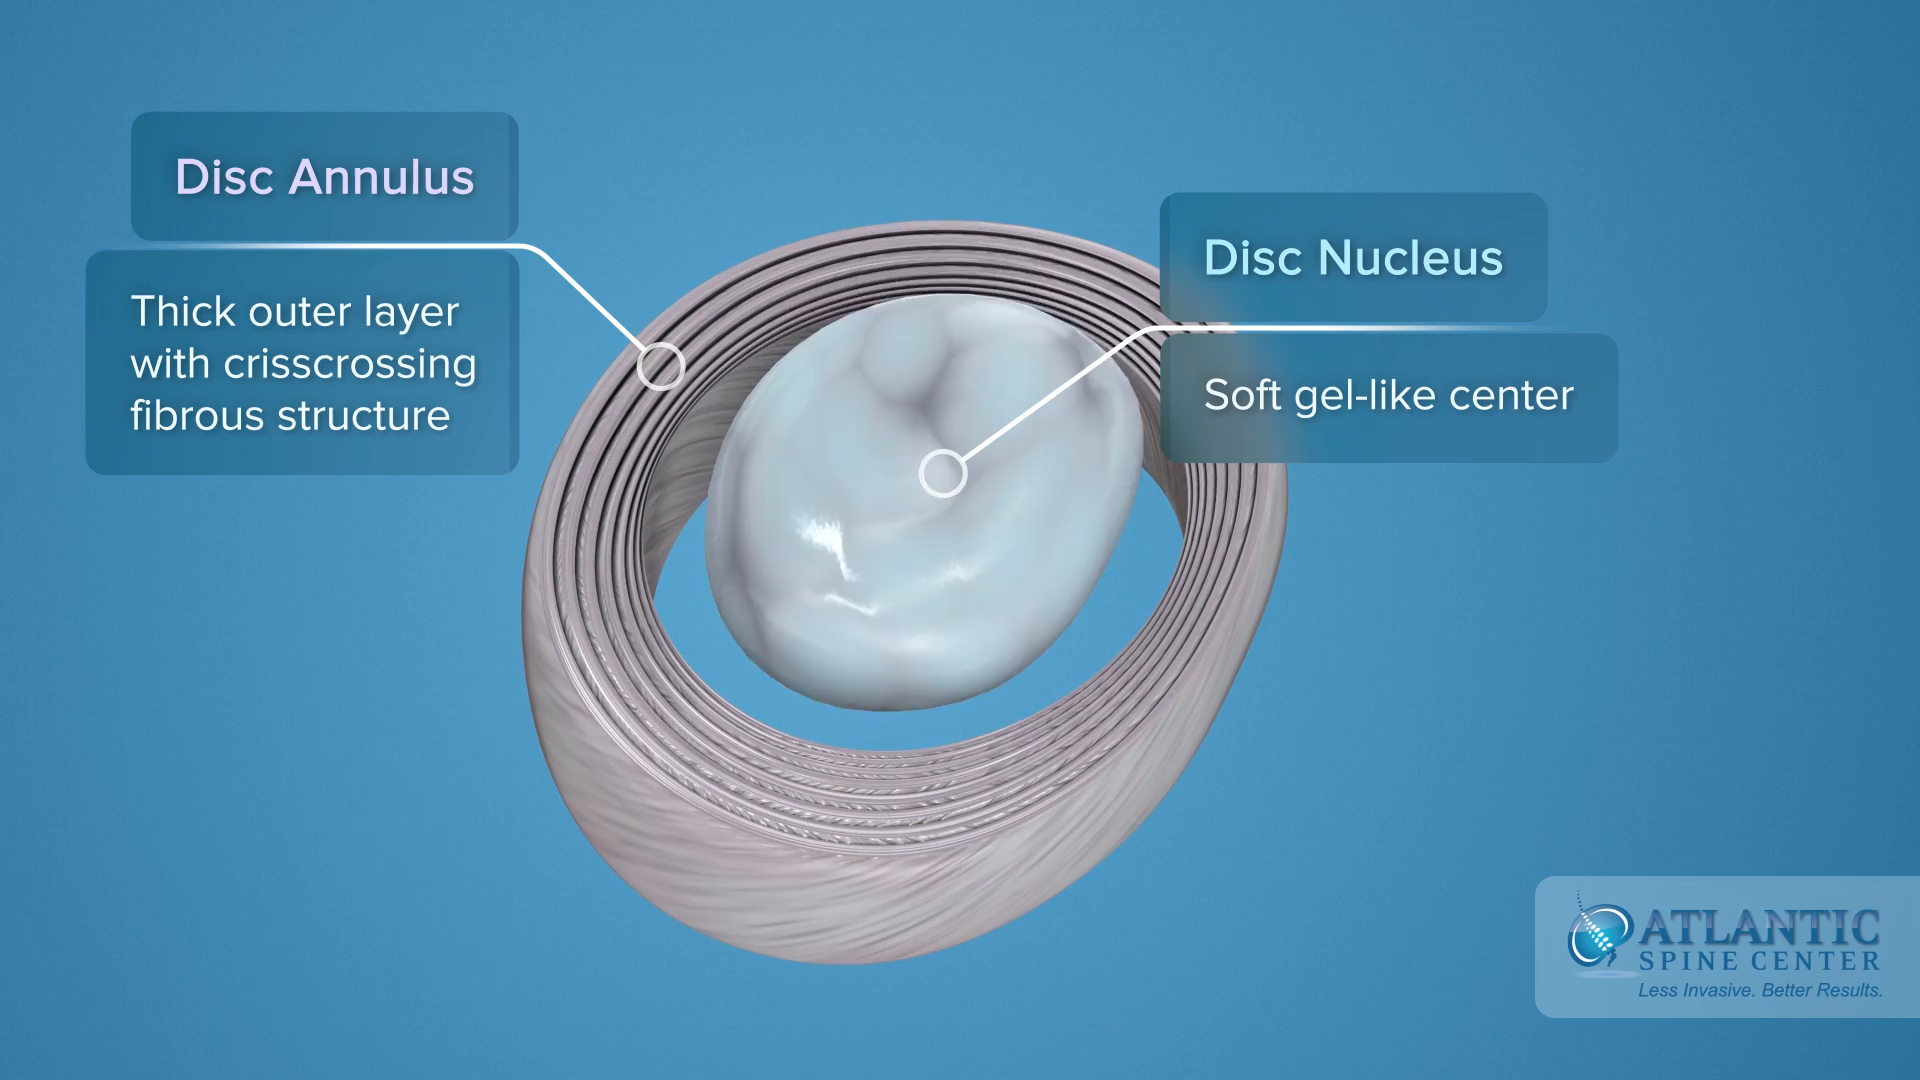 Disc Annulus
Thick outer layer
with crisscrossing
fibrous structure
Disc Nucleus
Soft gel-like center
ATLANTIC
SPINE CENTER
Less Invasive. Better Results.